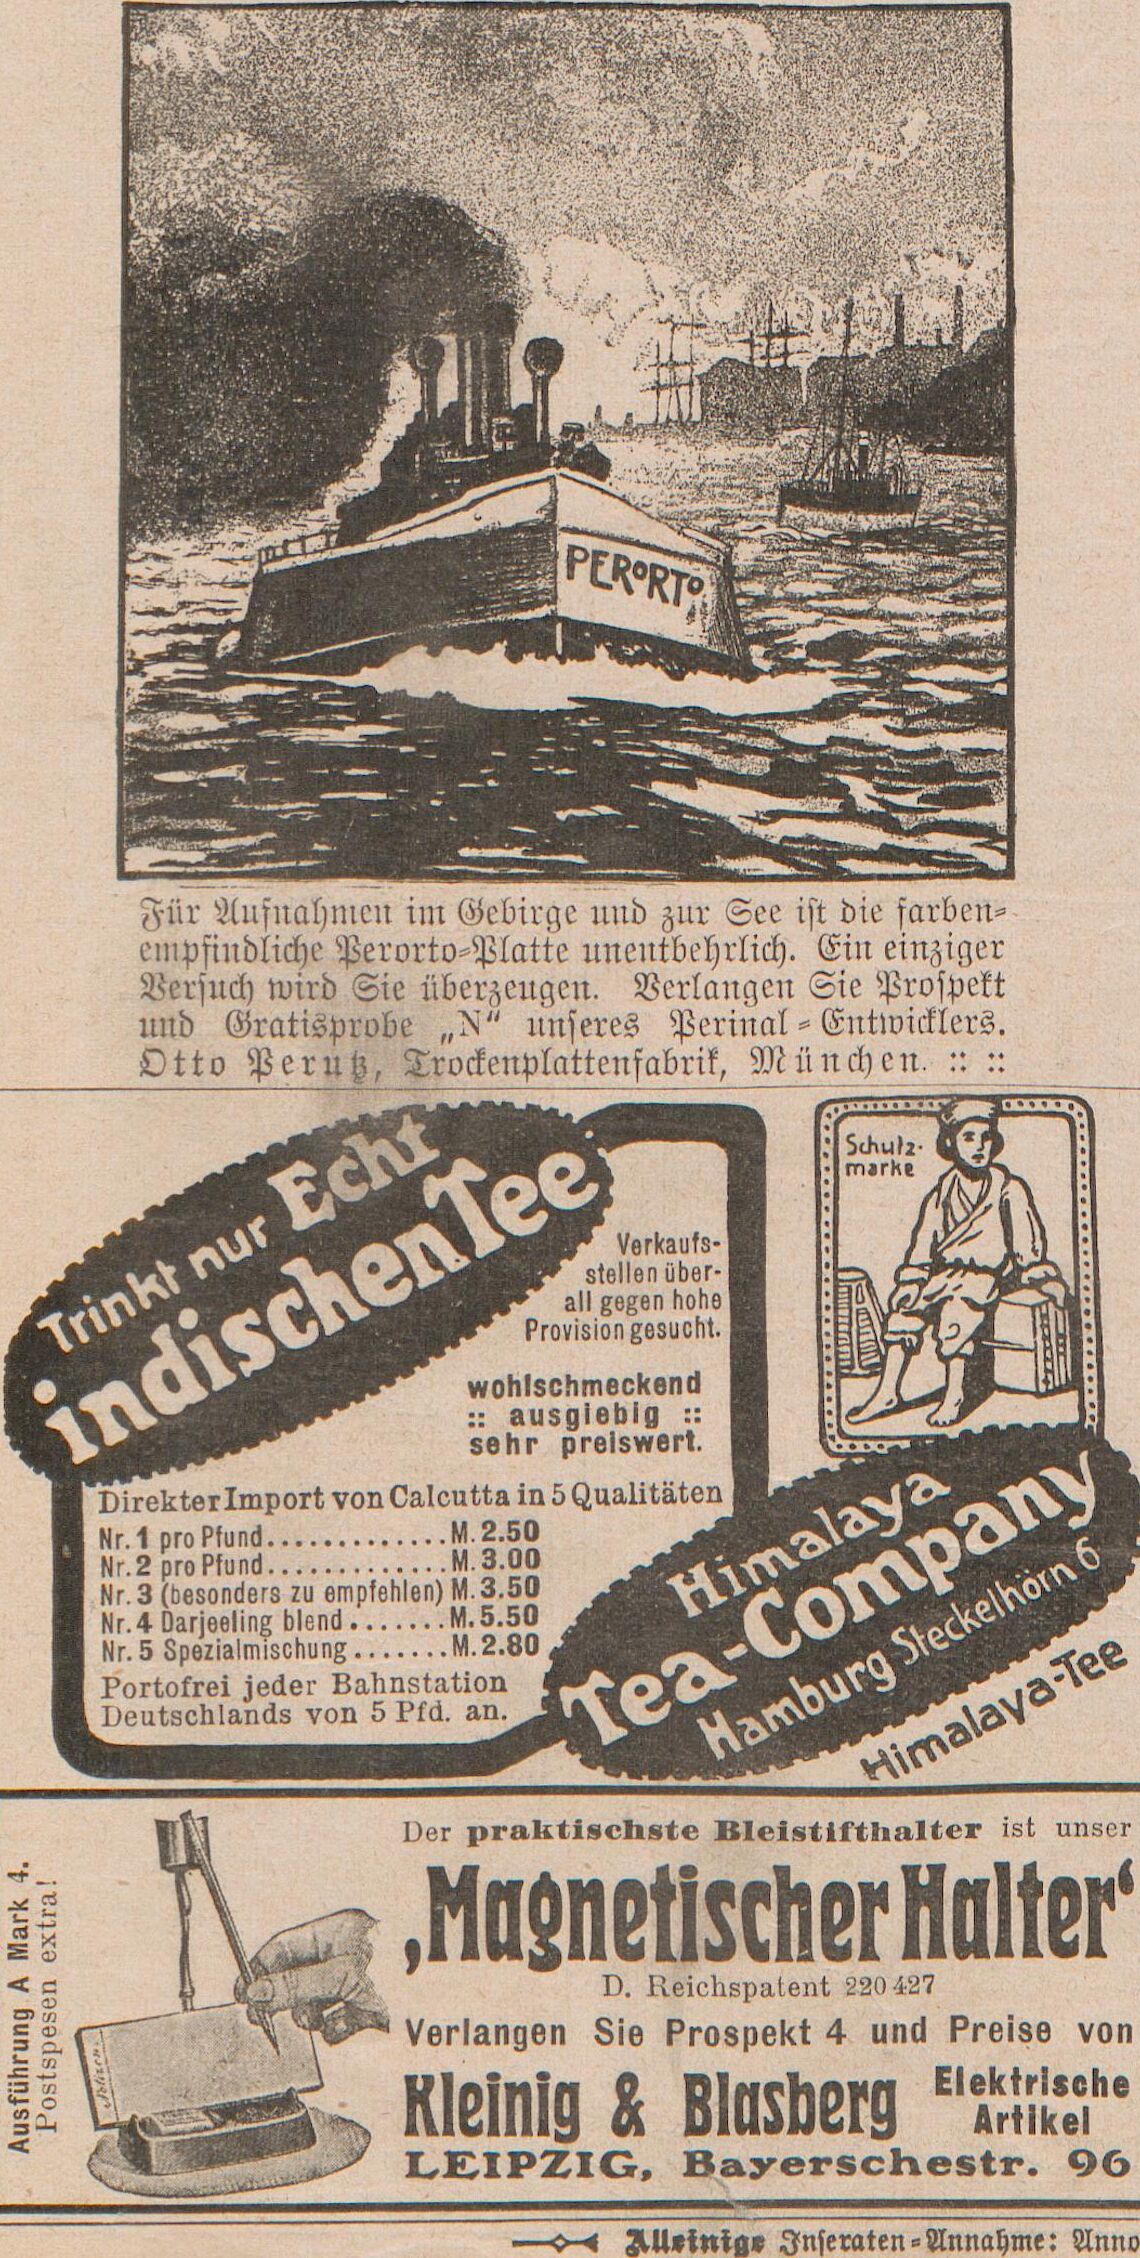 PERORTO
Für Aufnahmen im Gebirge und zur See ist die farben-
empfindliche Perorto-Platte unentbehrlich. Ein einziger
Versuch wird Sie überzeugen. Verlangen Sie Prospekt
und Gratisprobe „N“ unseres Perinal-Entwicklers.
Otto Perutz, Trockenplattenfabrik, München. :: ::
Trinkt nur Echt
indischen Tee
Verkaufs-
stellen über-
all gegen hohe
Provision gesucht.
wohlschmeckend
:: ausgiebig ::
sehr preiswert.
Schutz-
marke
Direkter Import von Calcutta in 5 Qualitäten
Nr. 1 pro Pfund..............M. 2.50
Nr. 2 pro Pfund..............M. 3.00
Nr. 3 (besonders zu empfehlen) M. 3.50
Nr. 4 Darjeeling blend.......M. 5.50
Nr. 5 Spezialmischung.......M. 2.80
Portofrei jeder Bahnstation
Deutschlands von 5 Pfd. an.
Himalaya
Tea-Company
Hamburg Steckelhörn 6
Himalaya-Tee
Ausführung A Mark 4.
Postspesen extra!
Notizen
Der praktischste Bleistifthalter ist unser
‚Magnetischer Halter‘
D. Reichspatent 220427
Verlangen Sie Prospekt 4 und Preise von
Kleinig & Blasberg Elektrische
Artikel
LEIPZIG, Bayerschestr. 96
Alleinige Inseraten-Annahme: Anno